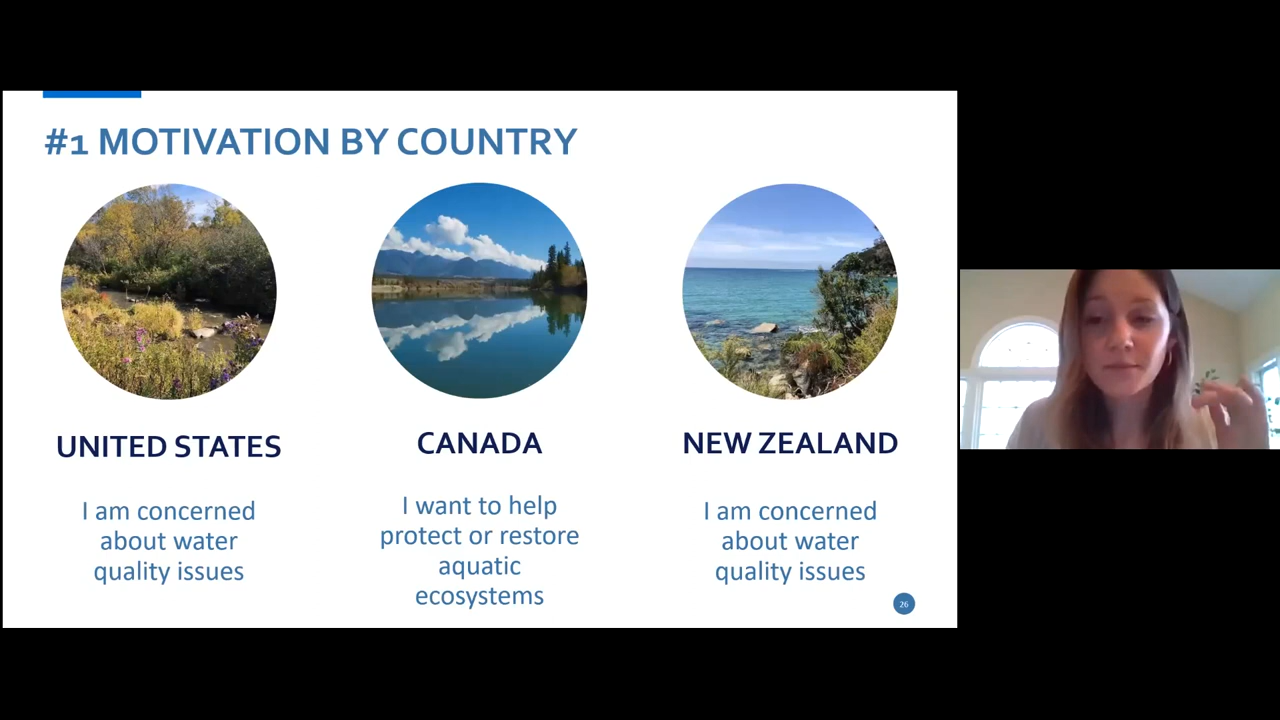 #1 MOTIVATION BY COUNTRY
UNITED STATES
I am concerned
about water
quality issues
CANADA
I want to help
protect or restore
aquatic
ecosystems
NEW ZEALAND
I am concerned
about water
quality issues
26